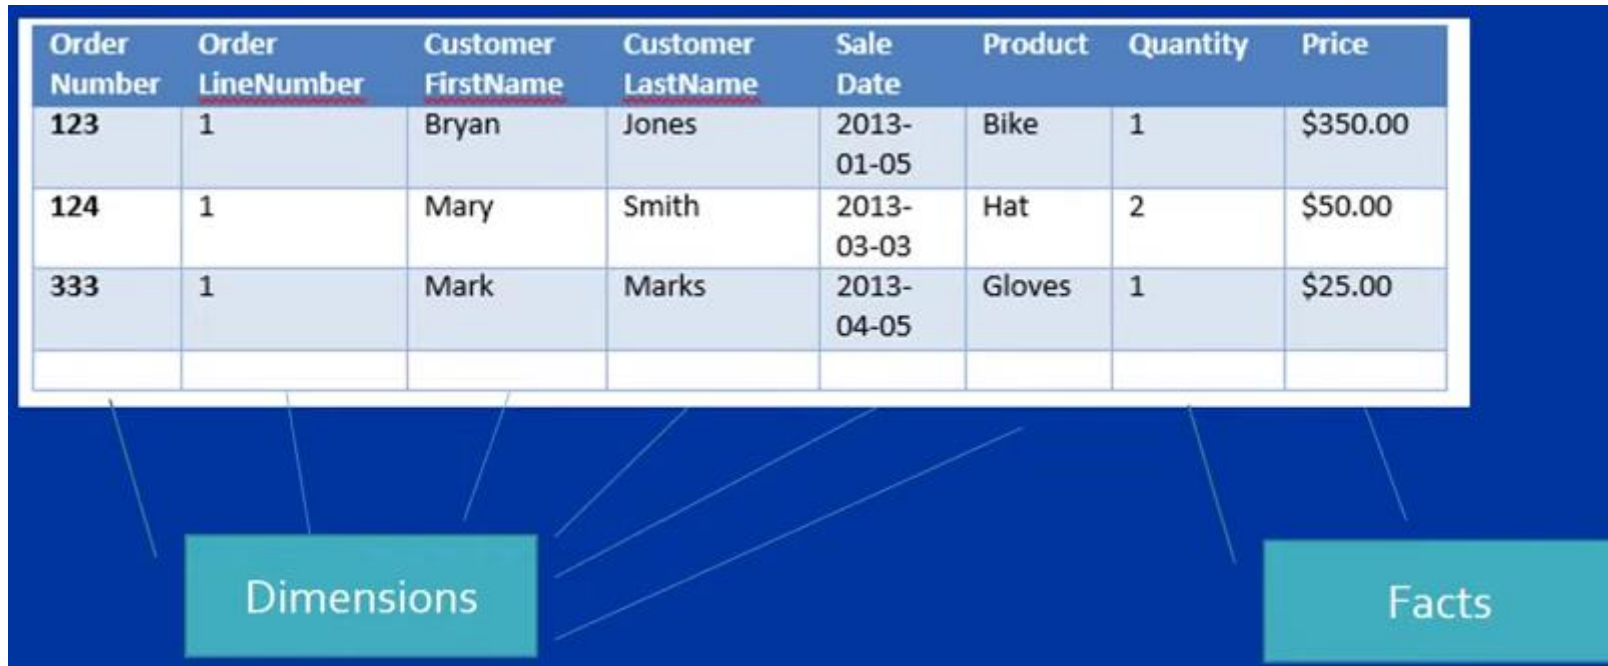 Order Number Order LineNumber Customer FirstName Customer LastName Sale Date Product Quantity Price
123 1 Bryan Jones 2013-01-05 Bike 1 $350.00
124 1 Mary Smith 2013-03-03 Hat 2 $50.00
333 1 Mark Marks 2013-04-05 Gloves 1 $25.00
Dimensions
Facts